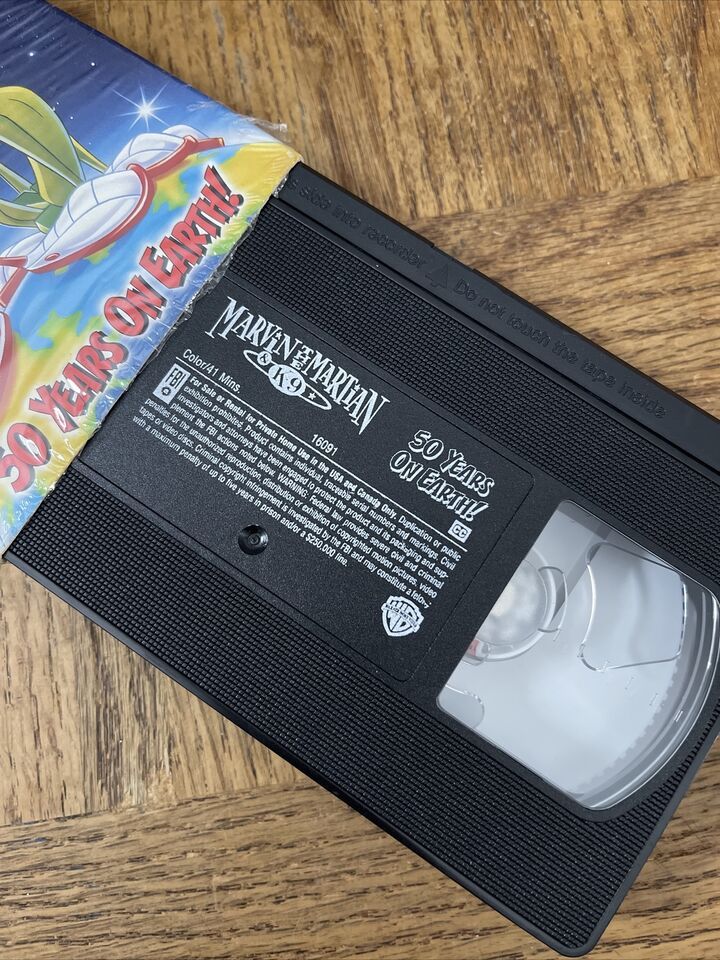 50 YEARS ON EARTH!
side into recorder △ Do not touch the tape inside
MARVIN THE MARTIAN
& K-9
50 YEARS
ON EARTH!
Color/41 Mins.
16091
CC
FBI
For Sale or Rental for Private Home Use in the USA and Canada Only. Duplication or public
exhibition prohibited. Product contains individual, traceable serial numbers and markings. Civil
investigators and attorneys have been engaged to protect the product and its packaging and sup-
plement the FBI actions noted below. WARNING: Federal law provides severe civil and criminal
penalties for the unauthorized reproduction, distribution or exhibition of copyrighted motion pictures, video
tapes or video discs. Criminal copyright infringement is investigated by the FBI and may constitute a felony
with a maximum penalty of up to five years in prison and/or a $250,000 fine.